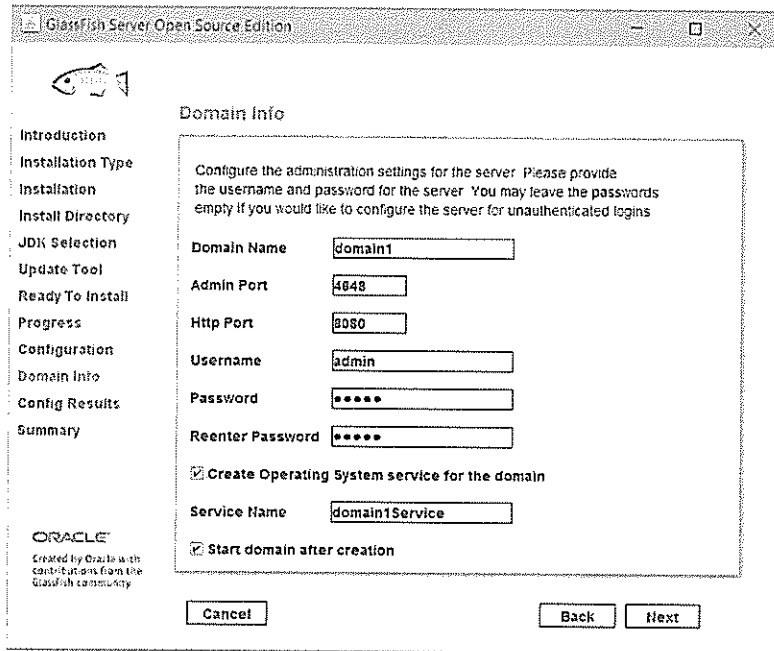 GlassFish Server Open Source Edition
Domain Info
Introduction
Installation Type
Installation
Install Directory
JDK Selection
Update Tool
Ready To Install
Progress
Configuration
Domain Info
Config Results
Summary
Configure the administration settings for the server. Please provide
the username and password for the server. You may leave the passwords
empty if you would like to configure the server for unauthenticated logins
Domain Name domain1
Admin Port 4848
Http Port 8080
Username admin
Password •••••
Reenter Password •••••
Create Operating System service for the domain
Service Name domain1Service
Start domain after creation
ORACLE
Created by Oracle with
contributions from the
GlassFish community
Cancel Back Next